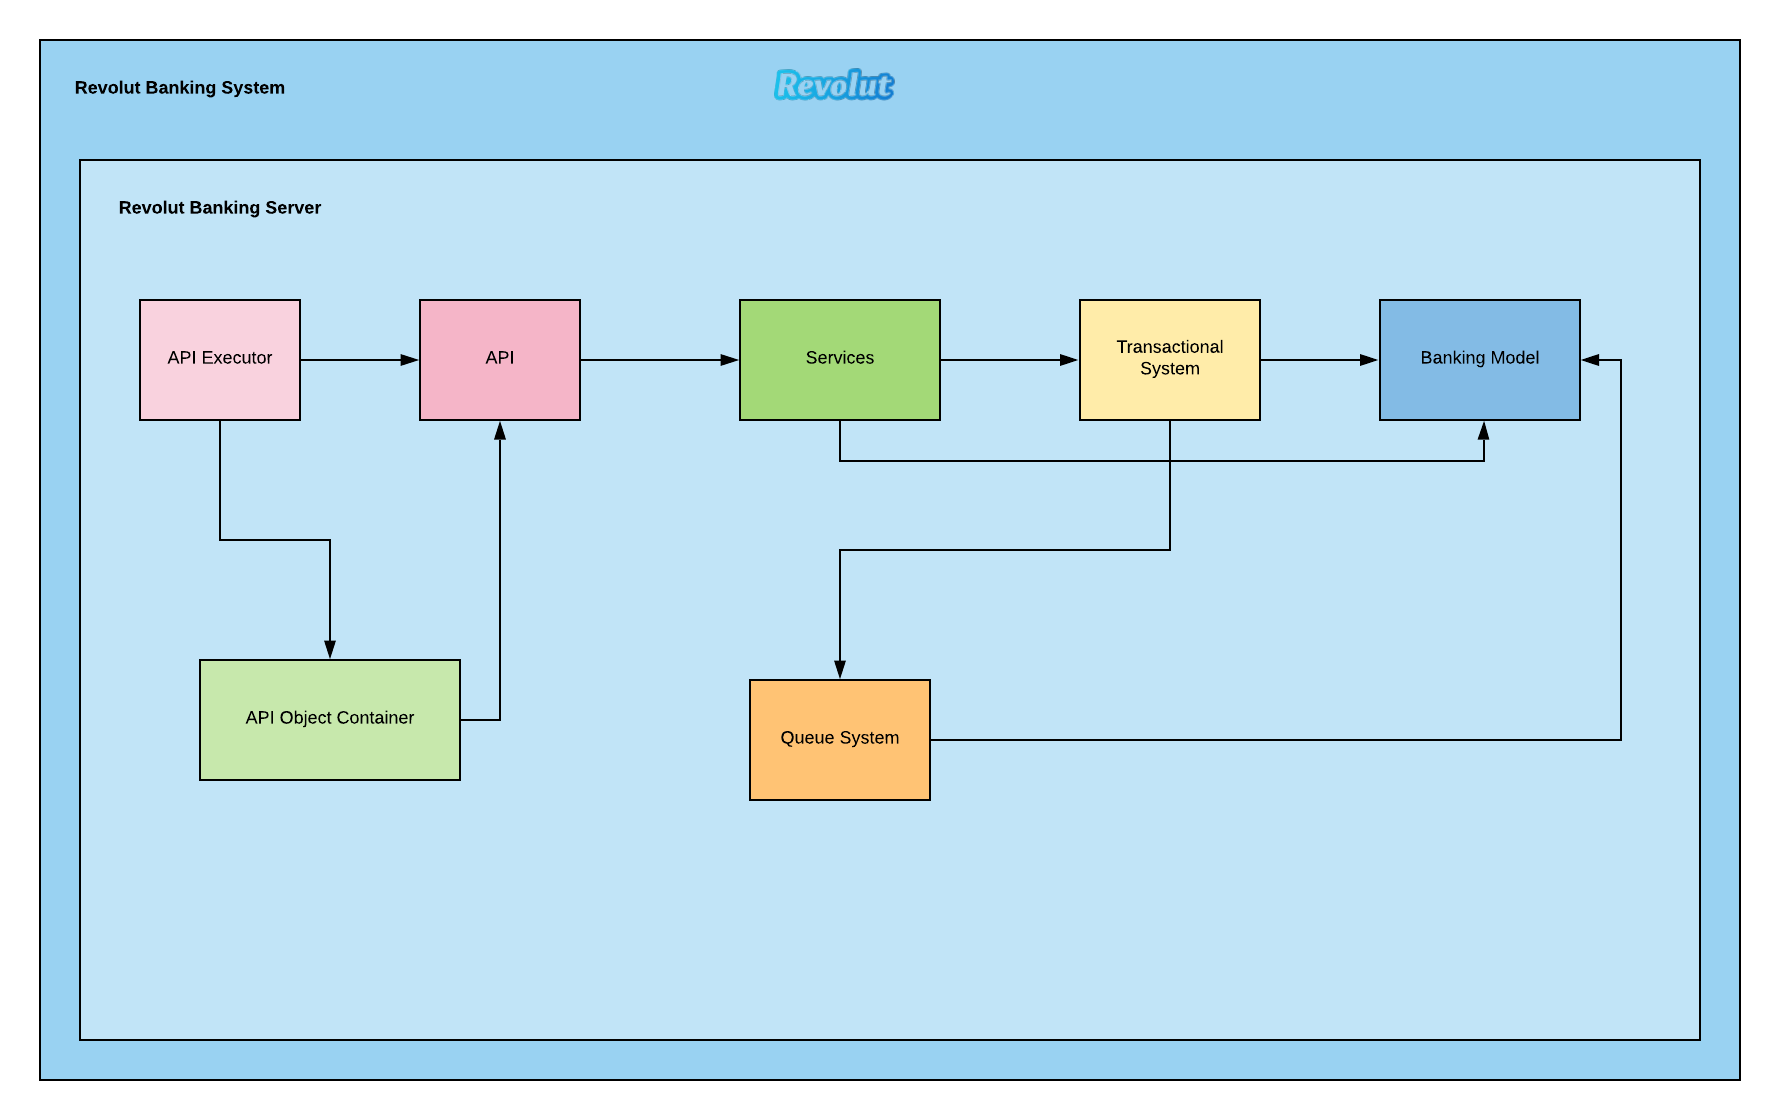 Revolut Banking System
Revolut
Revolut Banking Server
API Executor
API
Services
Transactional
System
Banking Model
API Object Container
Queue System